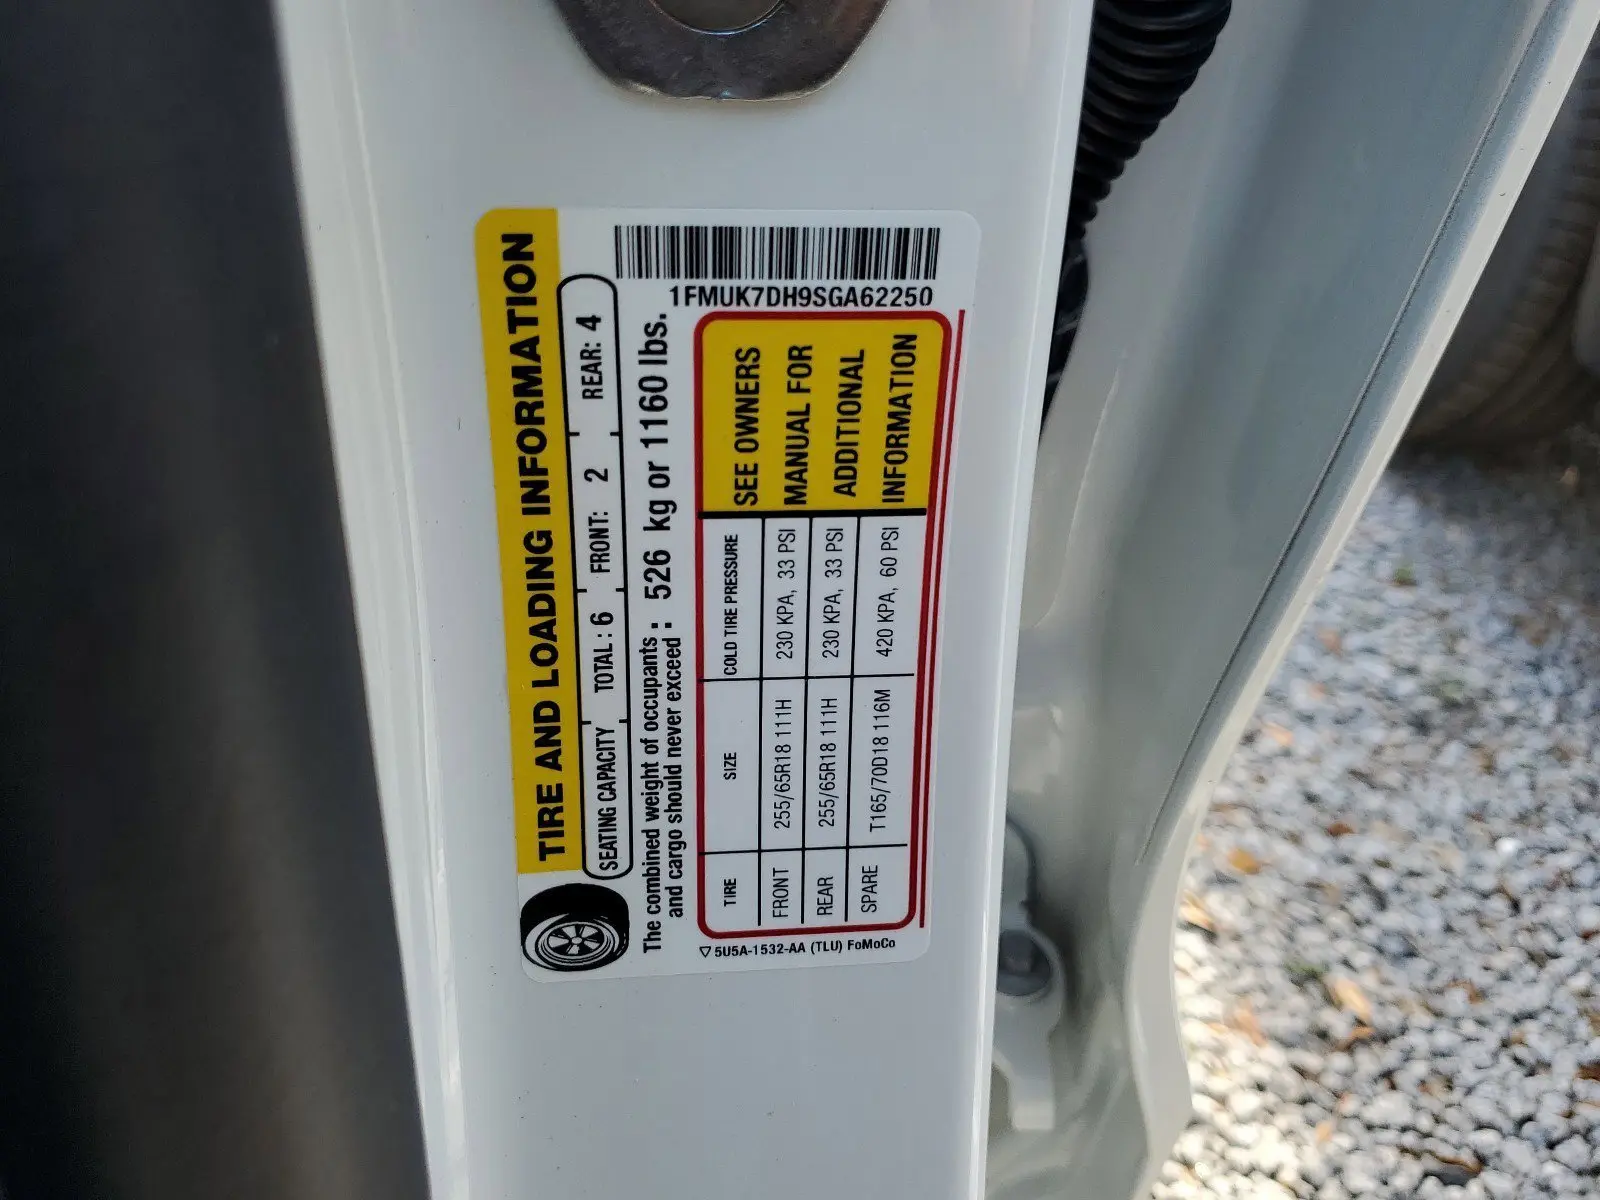 TIRE AND LOADING INFORMATION
SEATING CAPACITY TOTAL : 6 FRONT: 2 REAR: 4
The combined weight of occupants
and cargo should never exceed : 526 kg or 1160 lbs.
1FMUK7DH9SGA62250
TIRE SIZE COLD TIRE PRESSURE
FRONT 255/65R18 111H 230 KPA, 33 PSI
REAR 255/65R18 111H 230 KPA, 33 PSI
SPARE T165/70D18 116M 420 KPA, 60 PSI
SEE OWNERS
MANUAL FOR
ADDITIONAL
INFORMATION
▽ 5U5A-1532-AA (TLU) FoMoCo